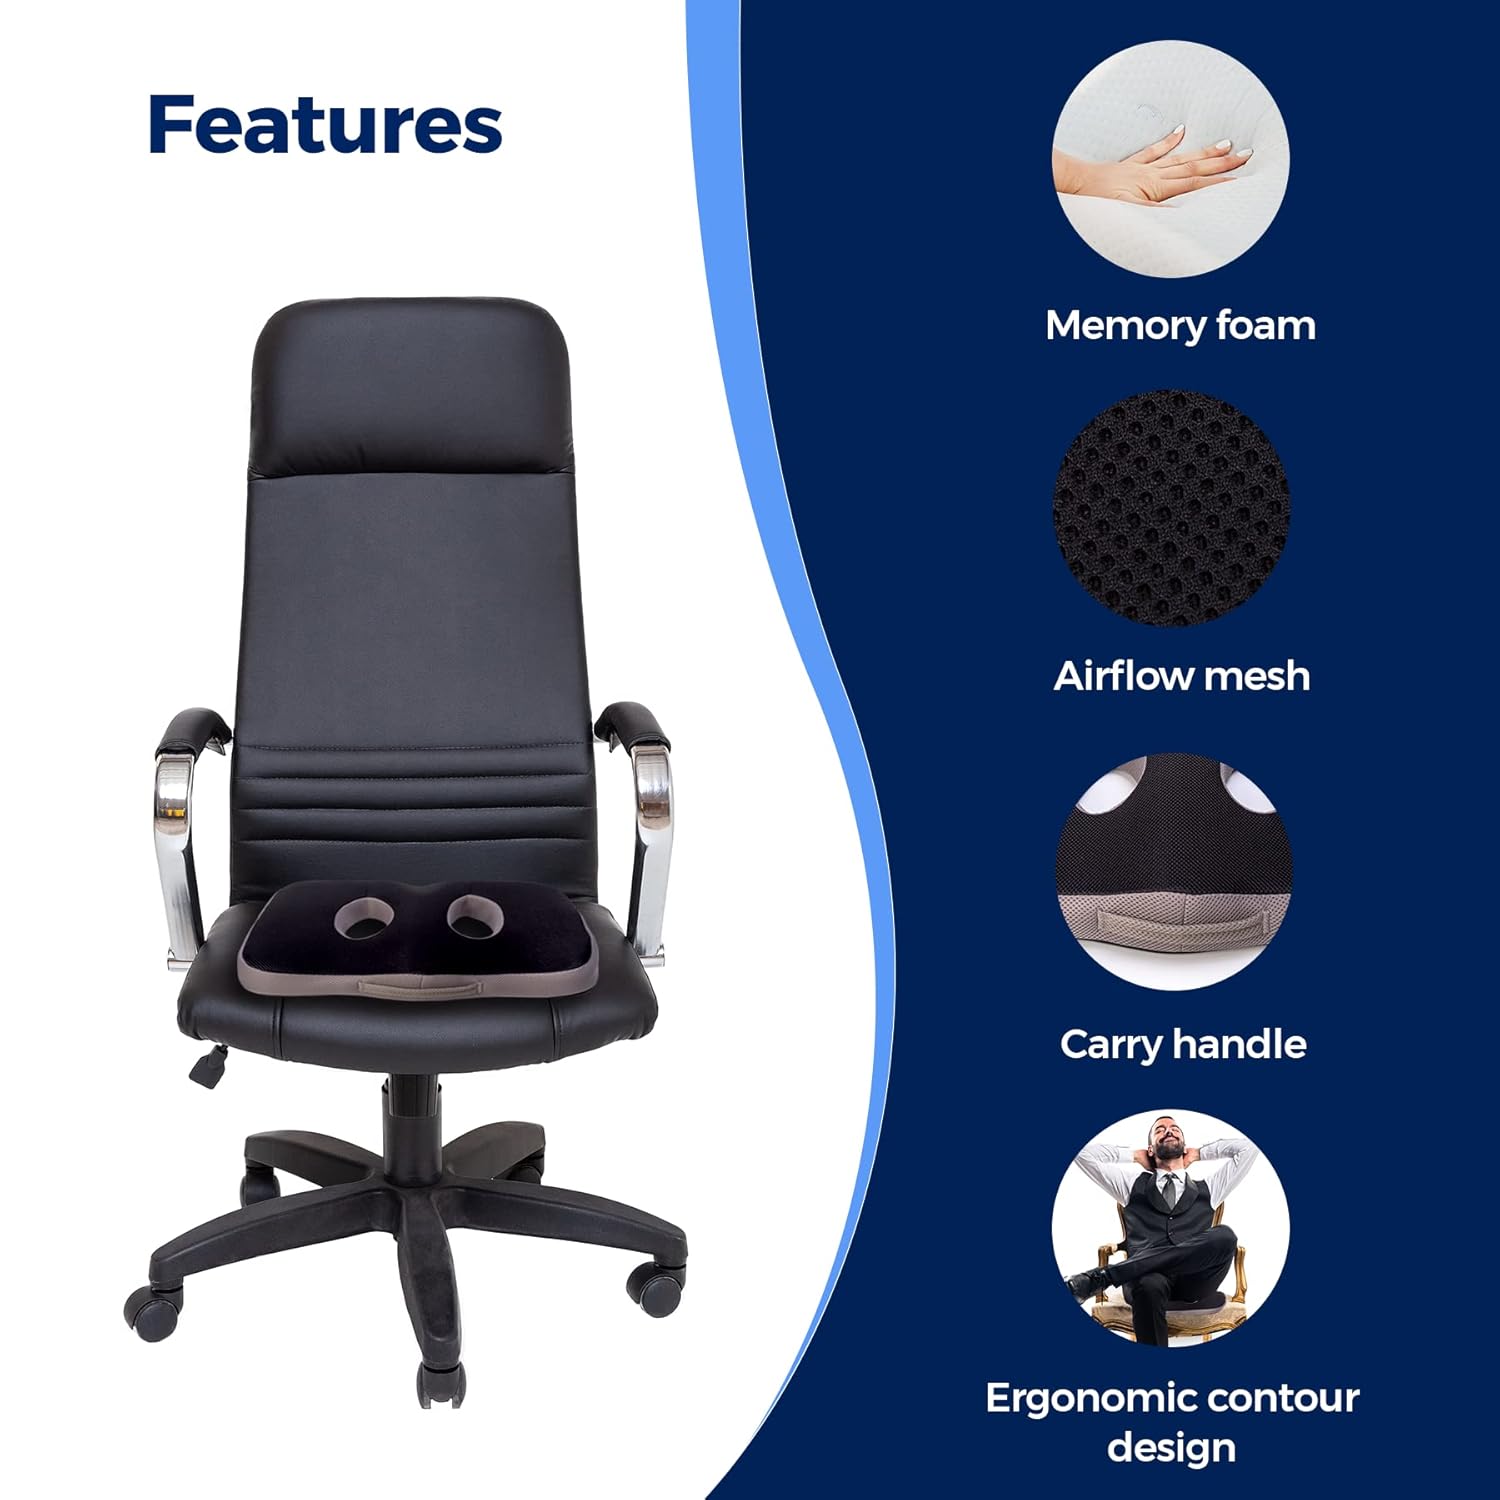 Features
Memory foam
Airflow mesh
Carry handle
Ergonomic contour
design